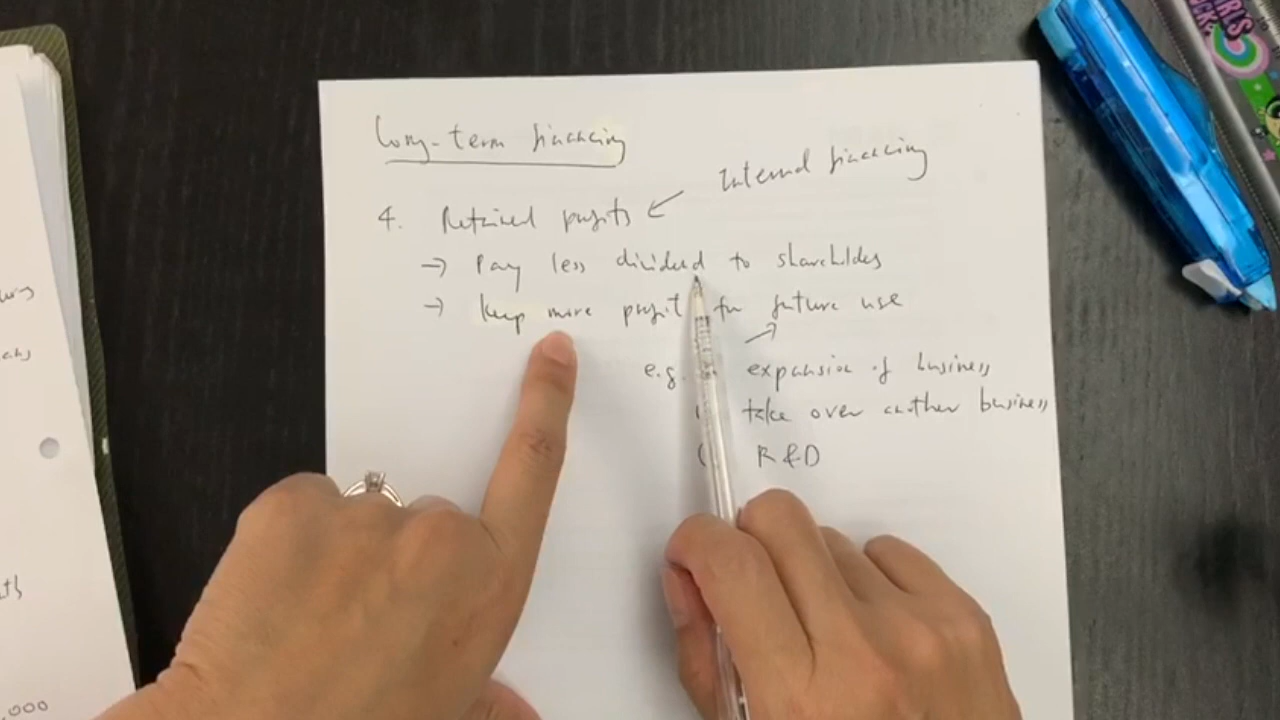 Long-term financing
Internal financing
4. Retained profits
→ Pay less dividend to shareholders
→ keep more profit for future use
e.g. expansion of business
take over another business
( R&D
,000